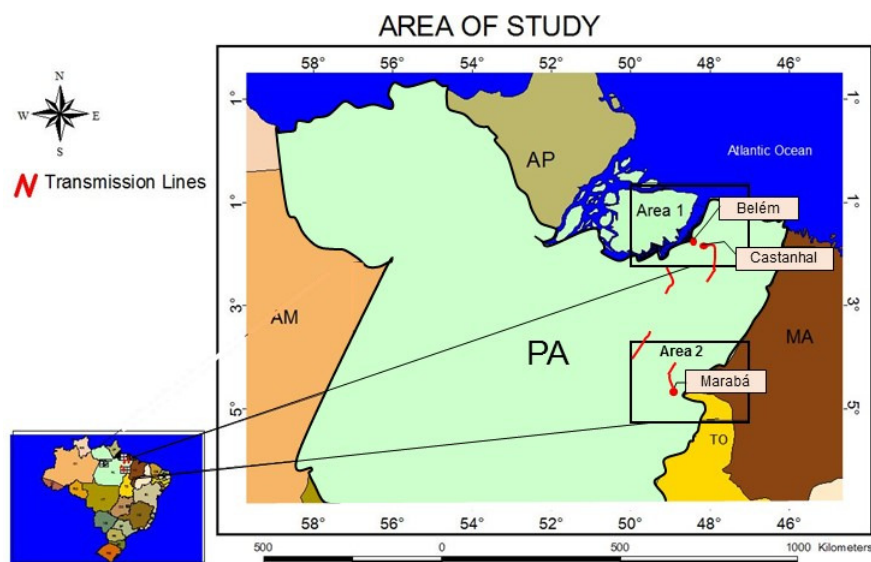 AREA OF STUDY
58° 56° 54° 52° 50° 48° 46°
N
W E
S
Transmission Lines
1° 1°
Atlantic Ocean
AP
1° Area 1 Belém 1°
Castanhal
3° AM 3°
PA MA
Area 2
Marabá
5° 5°
TO
58° 56° 54° 52° 50° 48° 46°
500 0 500 1000 Kilometers